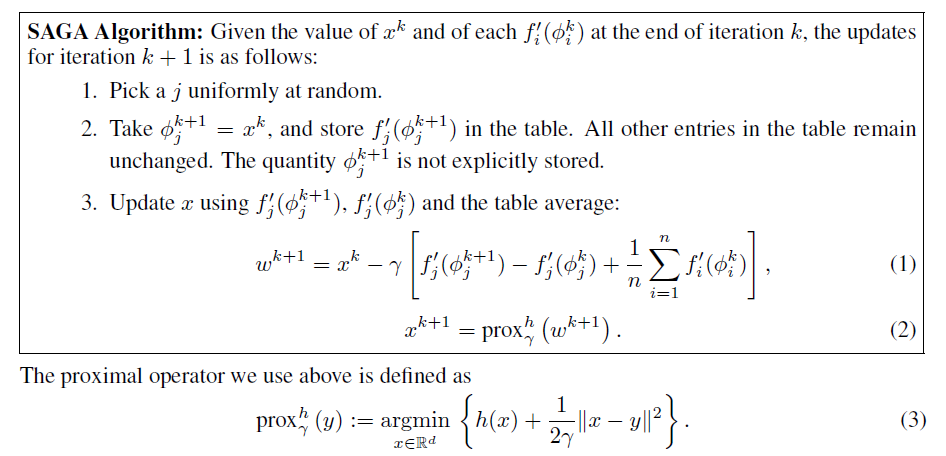 SAGA Algorithm: Given the value of x^k and of each f′_i(ϕ_i^k) at the end of iteration k, the updates
for iteration k + 1 is as follows:
1. Pick a j uniformly at random.
2. Take ϕ_j^{k+1} = x^k, and store f′_j(ϕ_j^{k+1}) in the table. All other entries in the table remain
unchanged. The quantity ϕ_j^{k+1} is not explicitly stored.
3. Update x using f′_j(ϕ_j^{k+1}), f′_j(ϕ_j^k) and the table average:
w^{k+1} = x^k − γ [ f′_j(ϕ_j^{k+1}) − f′_j(ϕ_j^k) + \frac{1}{n} \sum_{i=1}^{n} f′_i(ϕ_i^k) ], (1)
x^{k+1} = prox_γ^h (w^{k+1}). (2)
The proximal operator we use above is defined as
prox_γ^h (y) := argmin_{x∈ℝ^d} { h(x) + \frac{1}{2γ} ‖x − y‖^2 }. (3)